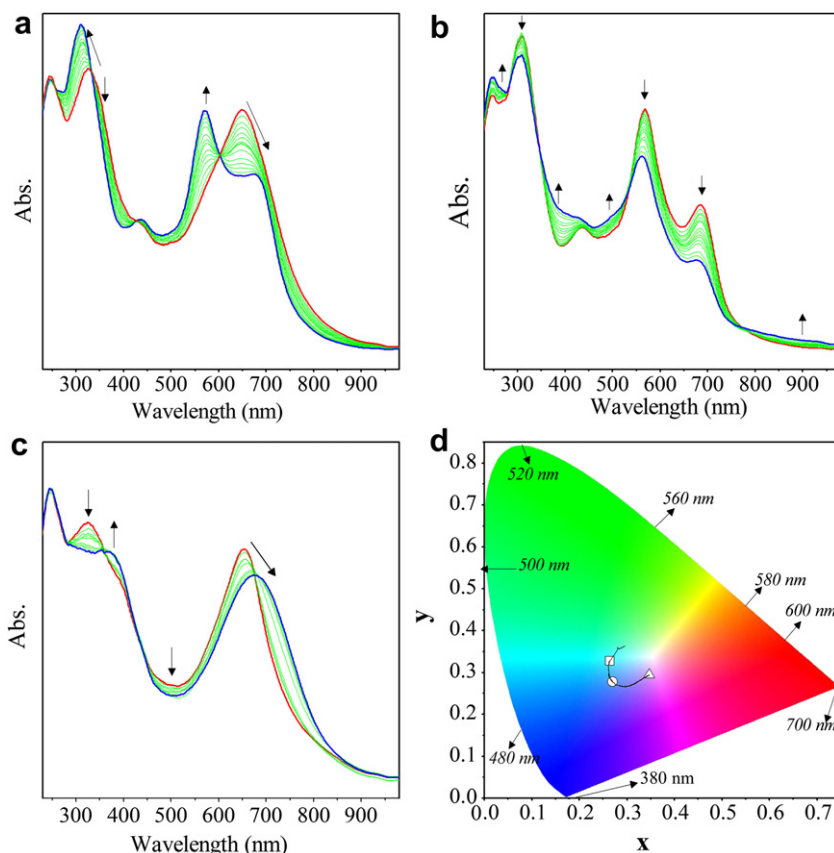 a
Abs.
300 400 500 600 700 800 900
Wavelength (nm)
b
Abs.
300 400 500 600 700 800 900
Wavelength (nm)
c
Abs.
300 400 500 600 700 800 900
Wavelength (nm)
d
y
0.8
0.7
0.6
0.5
0.4
0.3
0.2
0.1
0.0
520 nm
560 nm
500 nm
580 nm
600 nm
700 nm
480 nm
380 nm
0.0 0.1 0.2 0.3 0.4 0.5 0.6 0.7
x